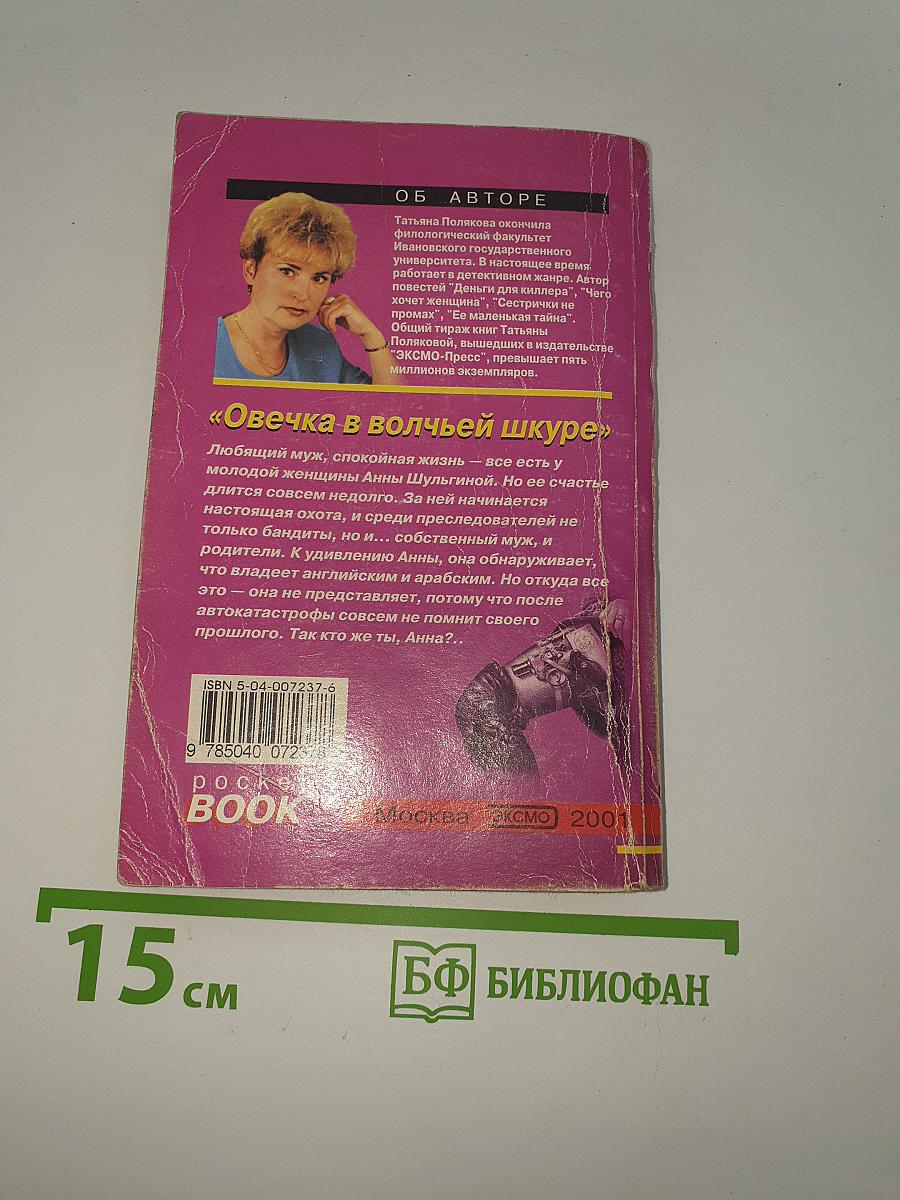 ОБ АВТОРЕ
Татьяна Полякова окончила
филологический факультет
Ивановского государственного
университета. В настоящее время
работает в детективном жанре. Автор
повестей "Деньги для киллера", "Чего
хочет женщина", "Сестрички не
промах", "Ее маленькая тайна".
Общий тираж книг Татьяны
Поляковой, вышедших в издательстве
"ЭКСМО-Пресс", превышает пять
миллионов экземпляров.
«Овечка в волчьей шкуре»
Любящий муж, спокойная жизнь — все есть у
молодой женщины Анны Шульгиной. Но ее счастье
длится совсем недолго. За ней начинается
настоящая охота, и среди преследователей не
только бандиты, но и... собственный муж, и
родители. К удивлению Анны, она обнаруживает,
что владеет английским и арабским. Но откуда все
это — она не представляет, потому что после
автокатастрофы совсем не помнит своего
прошлого. Так кто же ты, Анна?..
ISBN 5-04-007237-6
9 785040 072
pocke
BOOK
Москва ЭКСМО 2001
15 см
БФ БИБЛИОФАН